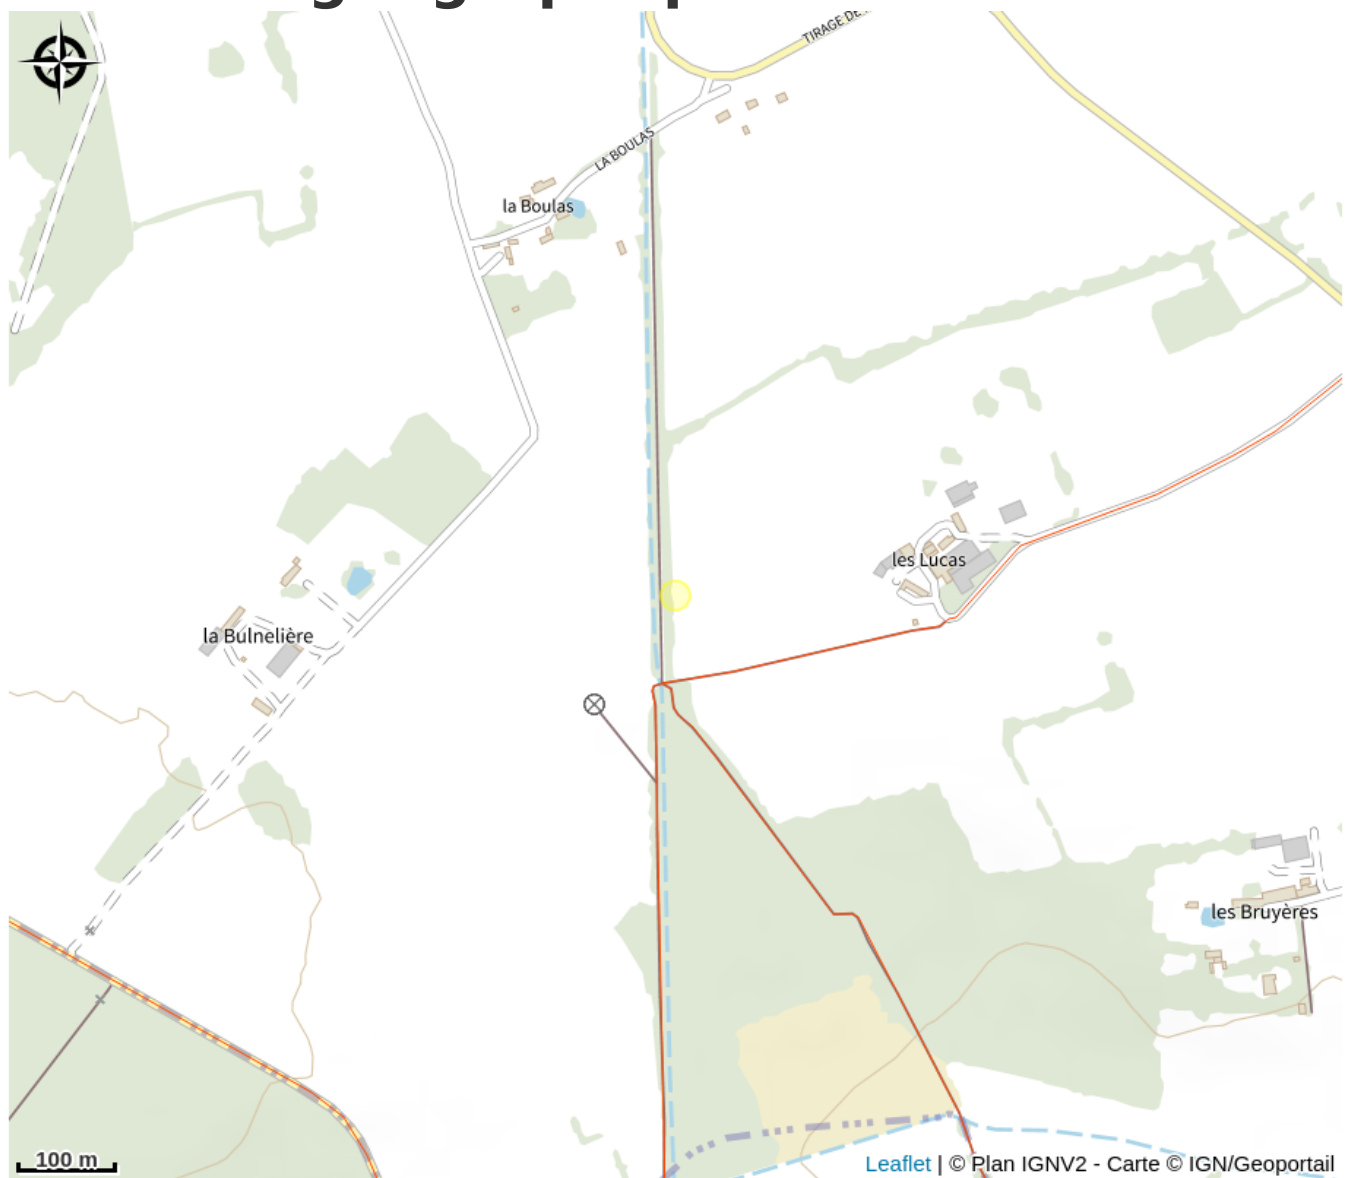 TIRAGE DE
LA BOULAS
la Boulas
les Lucas
la Bulnelière
les Bruyères
100 m
Leaflet | © Plan IGNV2 - Carte © IGN/Geoportail